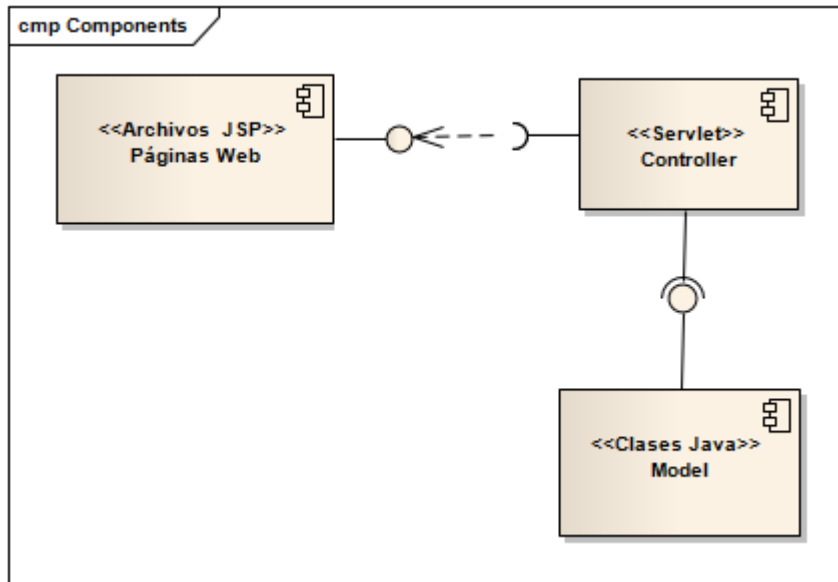 cmp Components
<<Archivos JSP>>
Páginas Web
<<Servlet>>
Controller
<<Clases Java>>
Model